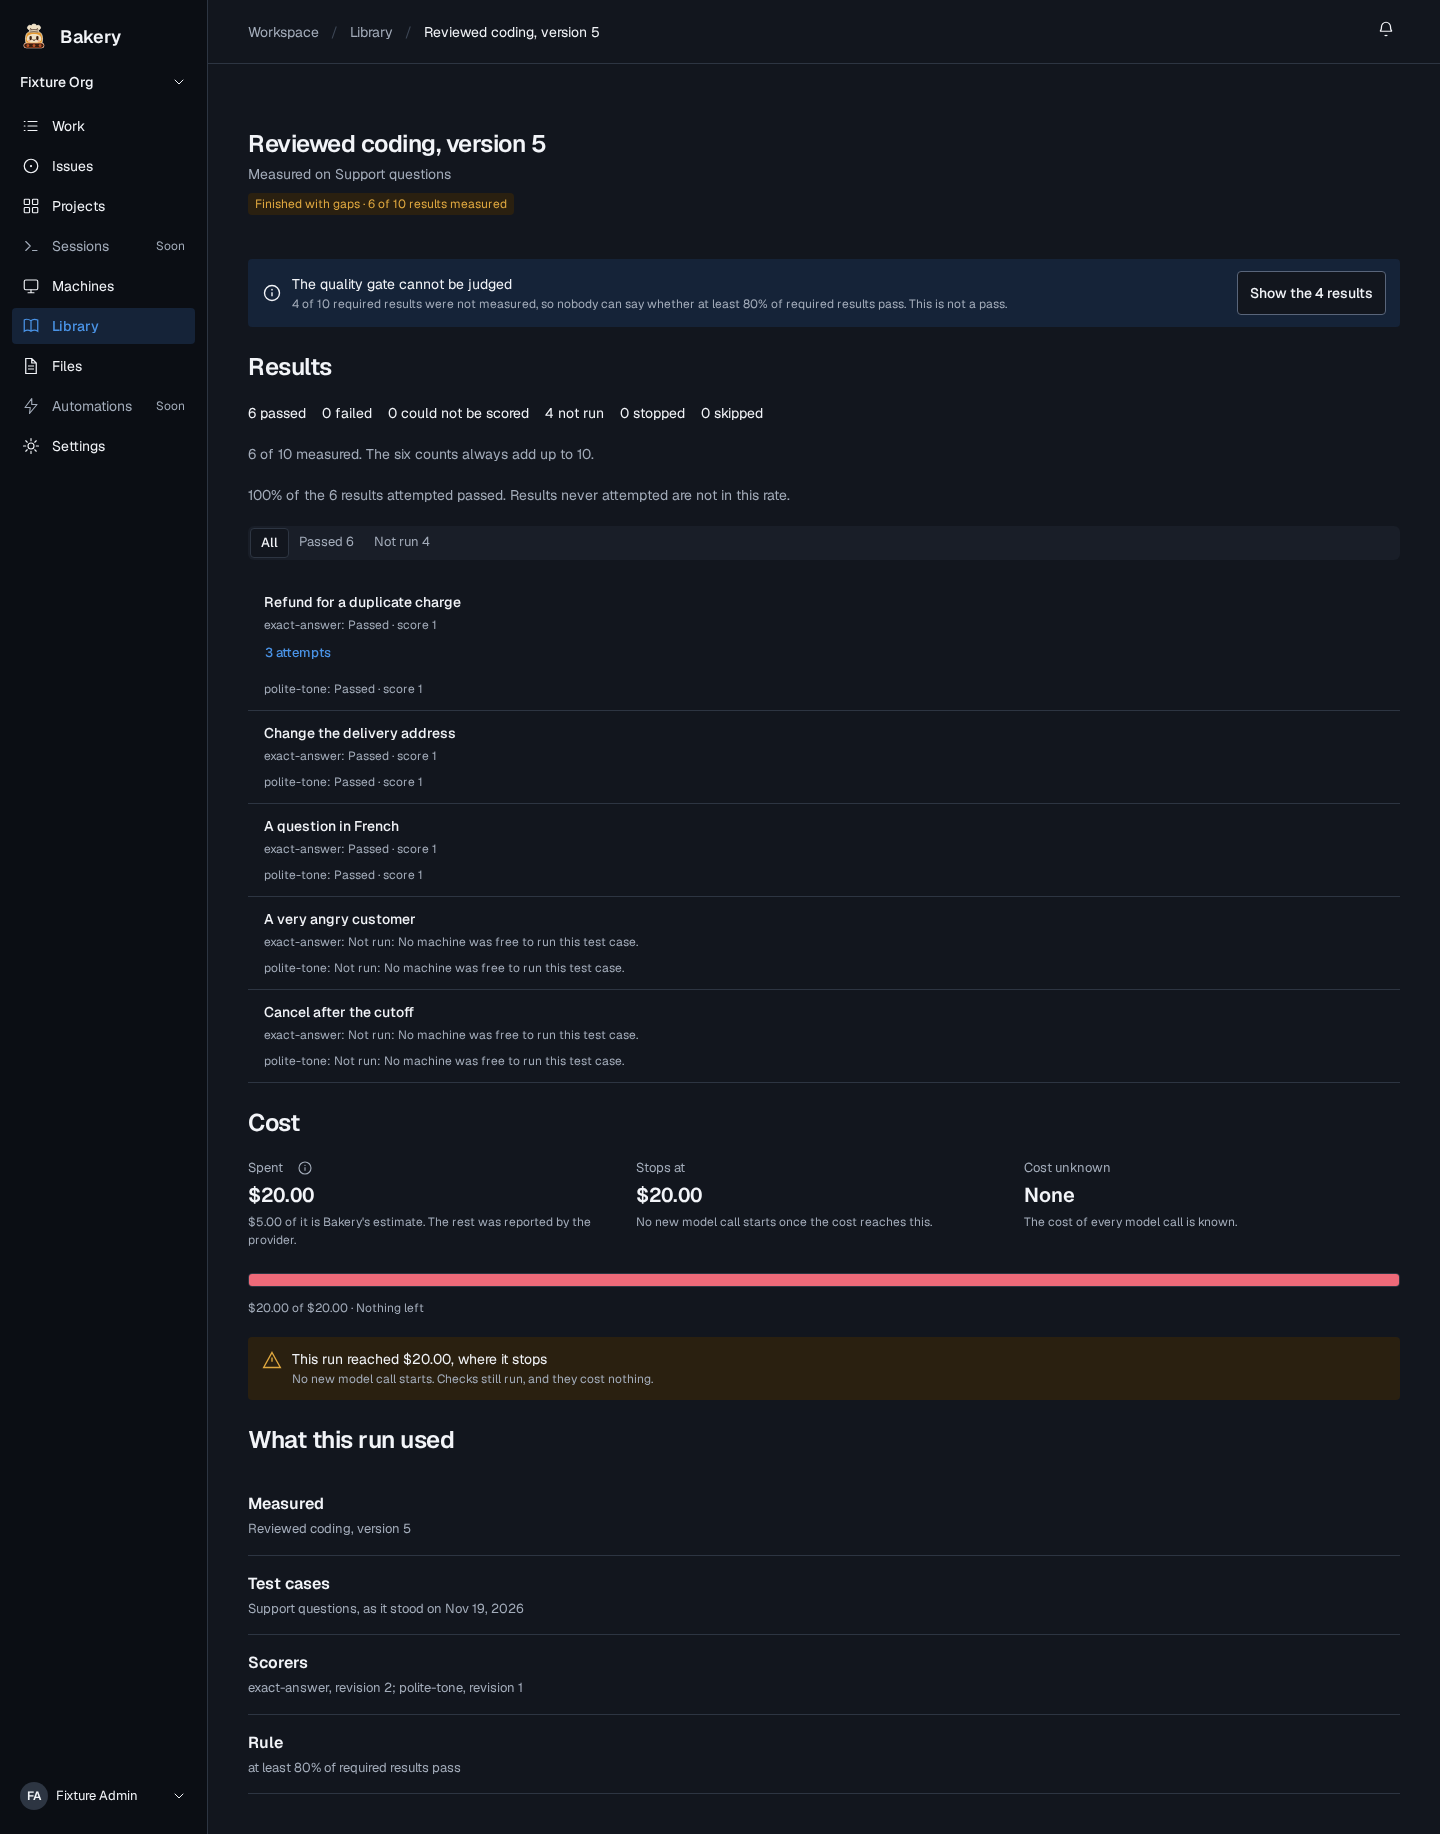 Bakery
Fixture Org
Work
Issues
Projects
Sessions Soon
Machines
Library
Files
Automations Soon
Settings
FA Fixture Admin
Workspace / Library / Reviewed coding, version 5
Reviewed coding, version 5
Measured on Support questions
Finished with gaps · 6 of 10 results measured
The quality gate cannot be judged
4 of 10 required results were not measured, so nobody can say whether at least 80% of required results pass. This is not a pass.
Show the 4 results
Results
6 passed 0 failed 0 could not be scored 4 not run 0 stopped 0 skipped
6 of 10 measured. The six counts always add up to 10.
100% of the 6 results attempted passed. Results never attempted are not in this rate.
All Passed 6 Not run 4
Refund for a duplicate charge
exact-answer: Passed · score 1
3 attempts
polite-tone: Passed · score 1
Change the delivery address
exact-answer: Passed · score 1
polite-tone: Passed · score 1
A question in French
exact-answer: Passed · score 1
polite-tone: Passed · score 1
A very angry customer
exact-answer: Not run: No machine was free to run this test case.
polite-tone: Not run: No machine was free to run this test case.
Cancel after the cutoff
exact-answer: Not run: No machine was free to run this test case.
polite-tone: Not run: No machine was free to run this test case.
Cost
Spent
$20.00
$5.00 of it is Bakery's estimate. The rest was reported by the
provider.
Stops at
$20.00
No new model call starts once the cost reaches this.
Cost unknown
None
The cost of every model call is known.
$20.00 of $20.00 · Nothing left
This run reached $20.00, where it stops
No new model call starts. Checks still run, and they cost nothing.
What this run used
Measured
Reviewed coding, version 5
Test cases
Support questions, as it stood on Nov 19, 2026
Scorers
exact-answer, revision 2; polite-tone, revision 1
Rule
at least 80% of required results pass